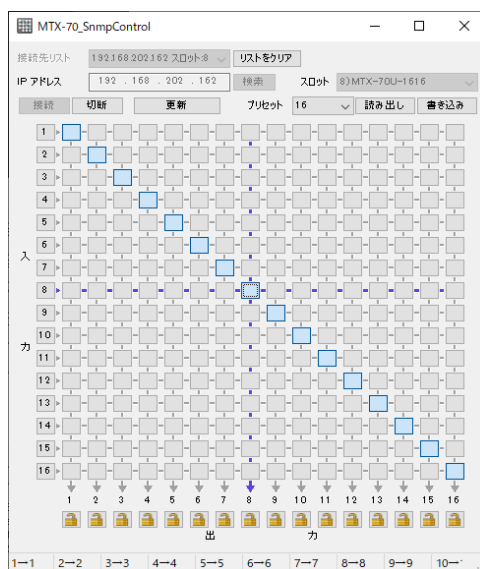 MTX-70_SnmpControl
接続先リスト 192.168.202.162 スロット:8 リストをクリア
IP アドレス 192 . 168 . 202 . 162 検索 スロット 8)MTX-70U-1616
接続 切断 更新 プリセット 16 読み出し 書き込み
1
2
3
4
5
6
入
7
8
9
10
力
11
12
13
14
15
16
1 2 3 4 5 6 7 8 9 10 11 12 13 14 15 16
出 力
1→1 2→2 3→3 4→4 5→5 6→6 7→7 8→8 9→9 10→